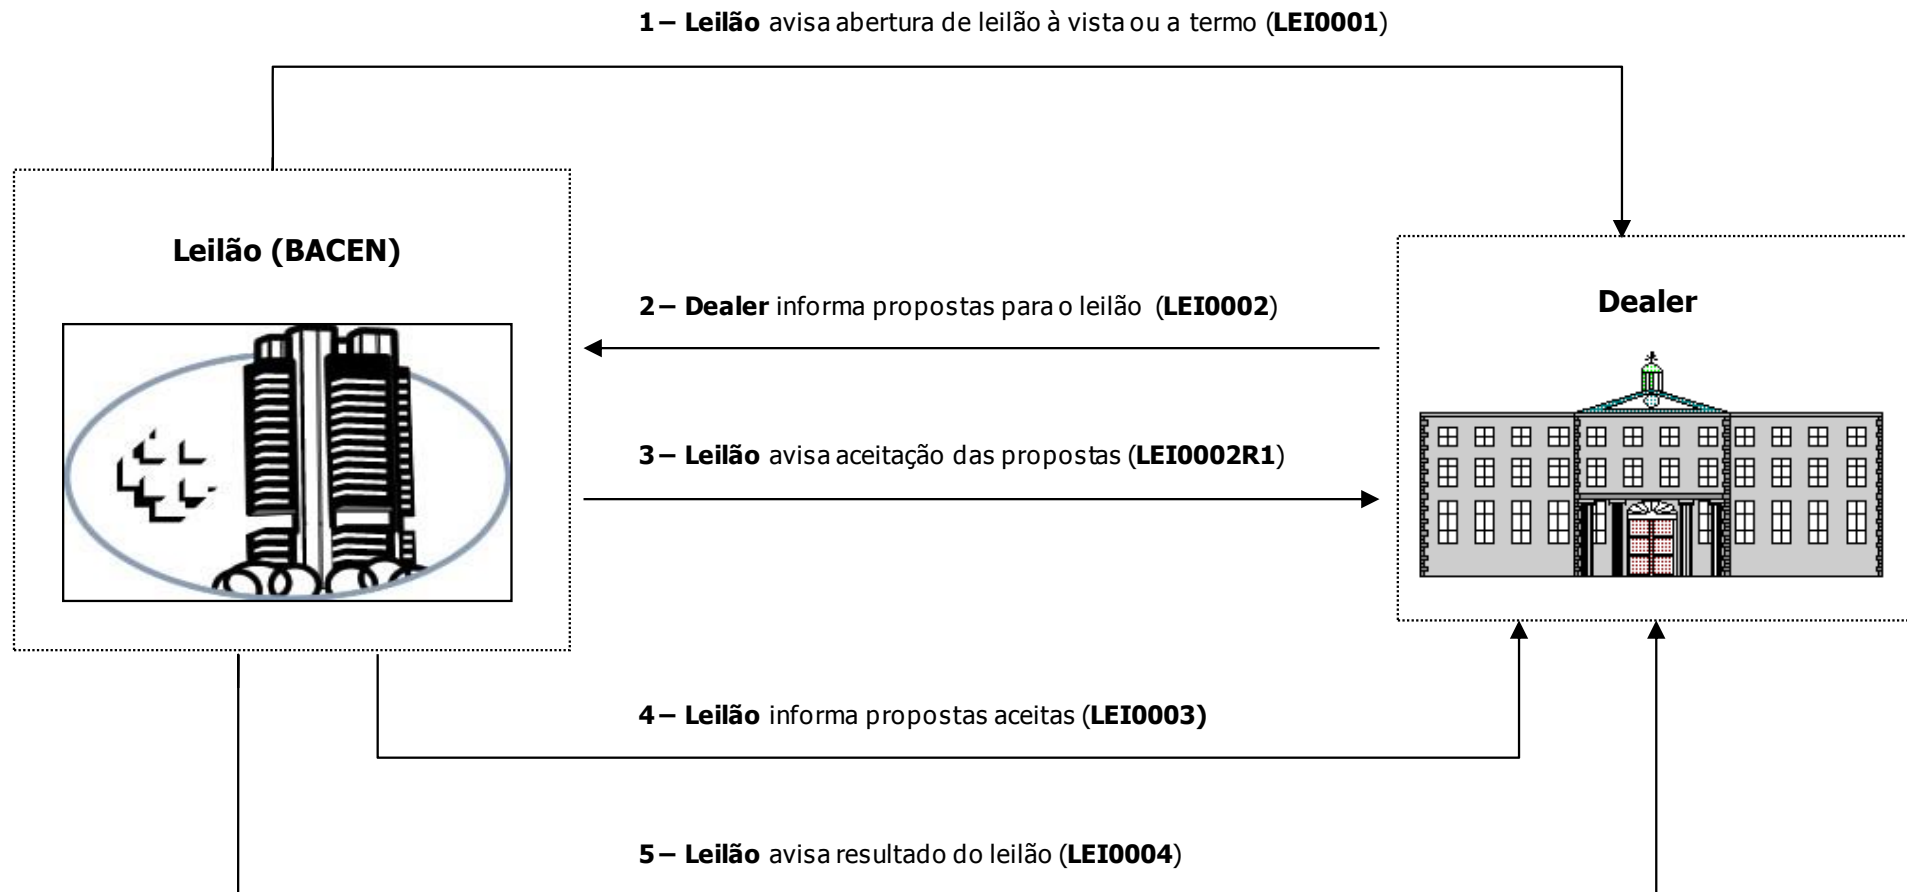 1 – Leilão avisa abertura de leilão à vista ou a termo (LEI0001)
Leilão (BACEN)
2 – Dealer informa propostas para o leilão (LEI0002)
Dealer
3 – Leilão avisa aceitação das propostas (LEI0002R1)
4 – Leilão informa propostas aceitas (LEI0003)
5 – Leilão avisa resultado do leilão (LEI0004)